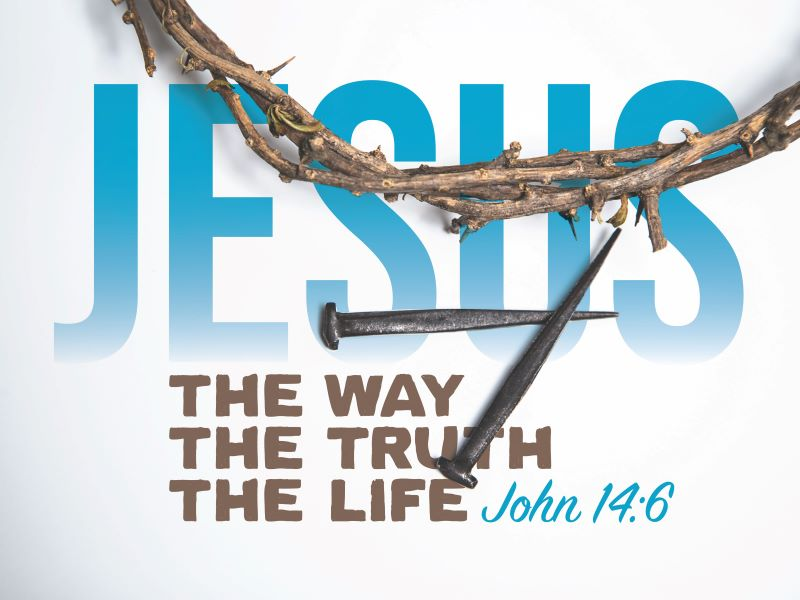 JESUS
THE WAY
THE TRUTH
THE LIFE John 14:6